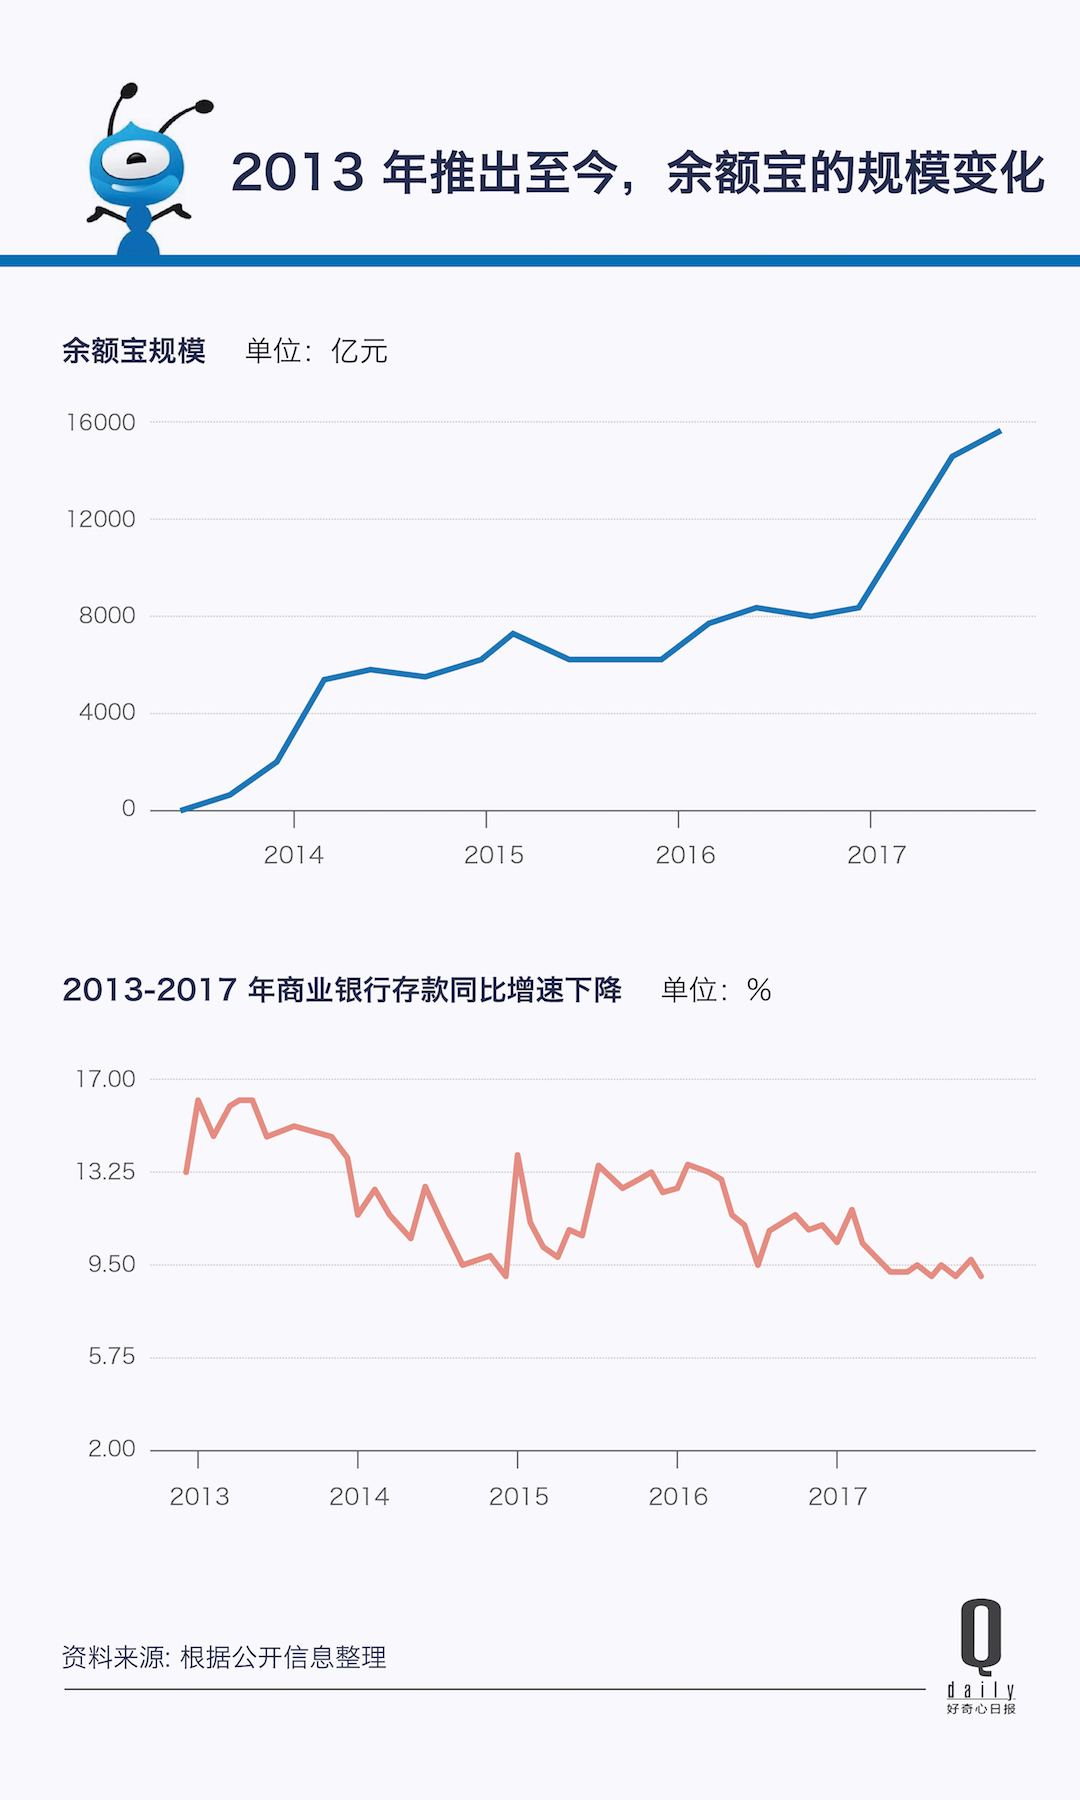 2013 年推出至今，余额宝的规模变化
余额宝规模 单位：亿元
16000
12000
8000
4000
0
2014 2015 2016 2017
2013-2017 年商业银行存款同比增速下降 单位：%
17.00
13.25
9.50
5.75
2.00
2013 2014 2015 2016 2017
资料来源: 根据公开信息整理
Q
daily
好奇心日报